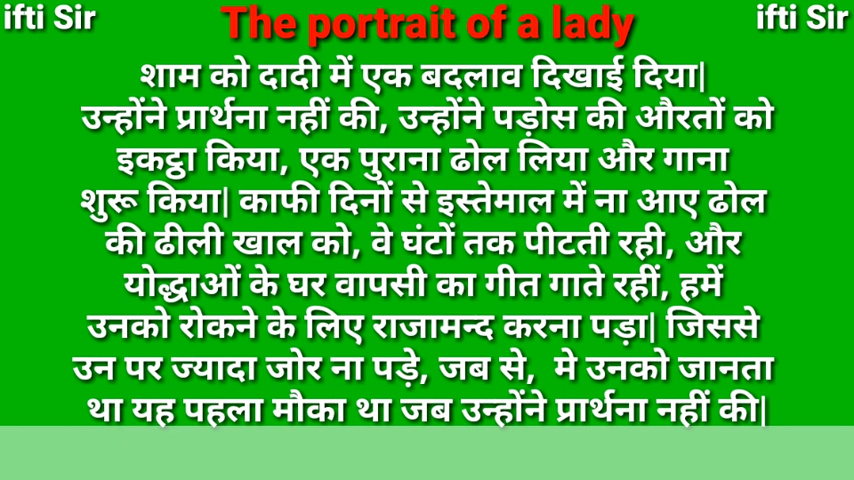 ifti Sir The portrait of a lady ifti Sir
शाम को दादी में एक बदलाव दिखाई दिया|
उन्होंने प्रार्थना नहीं की, उन्होंने पड़ोस की औरतों को
इकट्ठा किया, एक पुराना ढोल लिया और गाना
शुरू किया| काफी दिनों से इस्तेमाल में ना आए ढोल
की ढीली खाल को, वे घंटों तक पीटती रही, और
योद्धाओं के घर वापसी का गीत गाते रहीं, हमें
उनको रोकने के लिए राजामन्द करना पड़ा| जिससे
उन पर ज्यादा जोर ना पड़े, जब से, मे उनको जानता
था यह पहला मौका था जब उन्होंने प्रार्थना नहीं की|